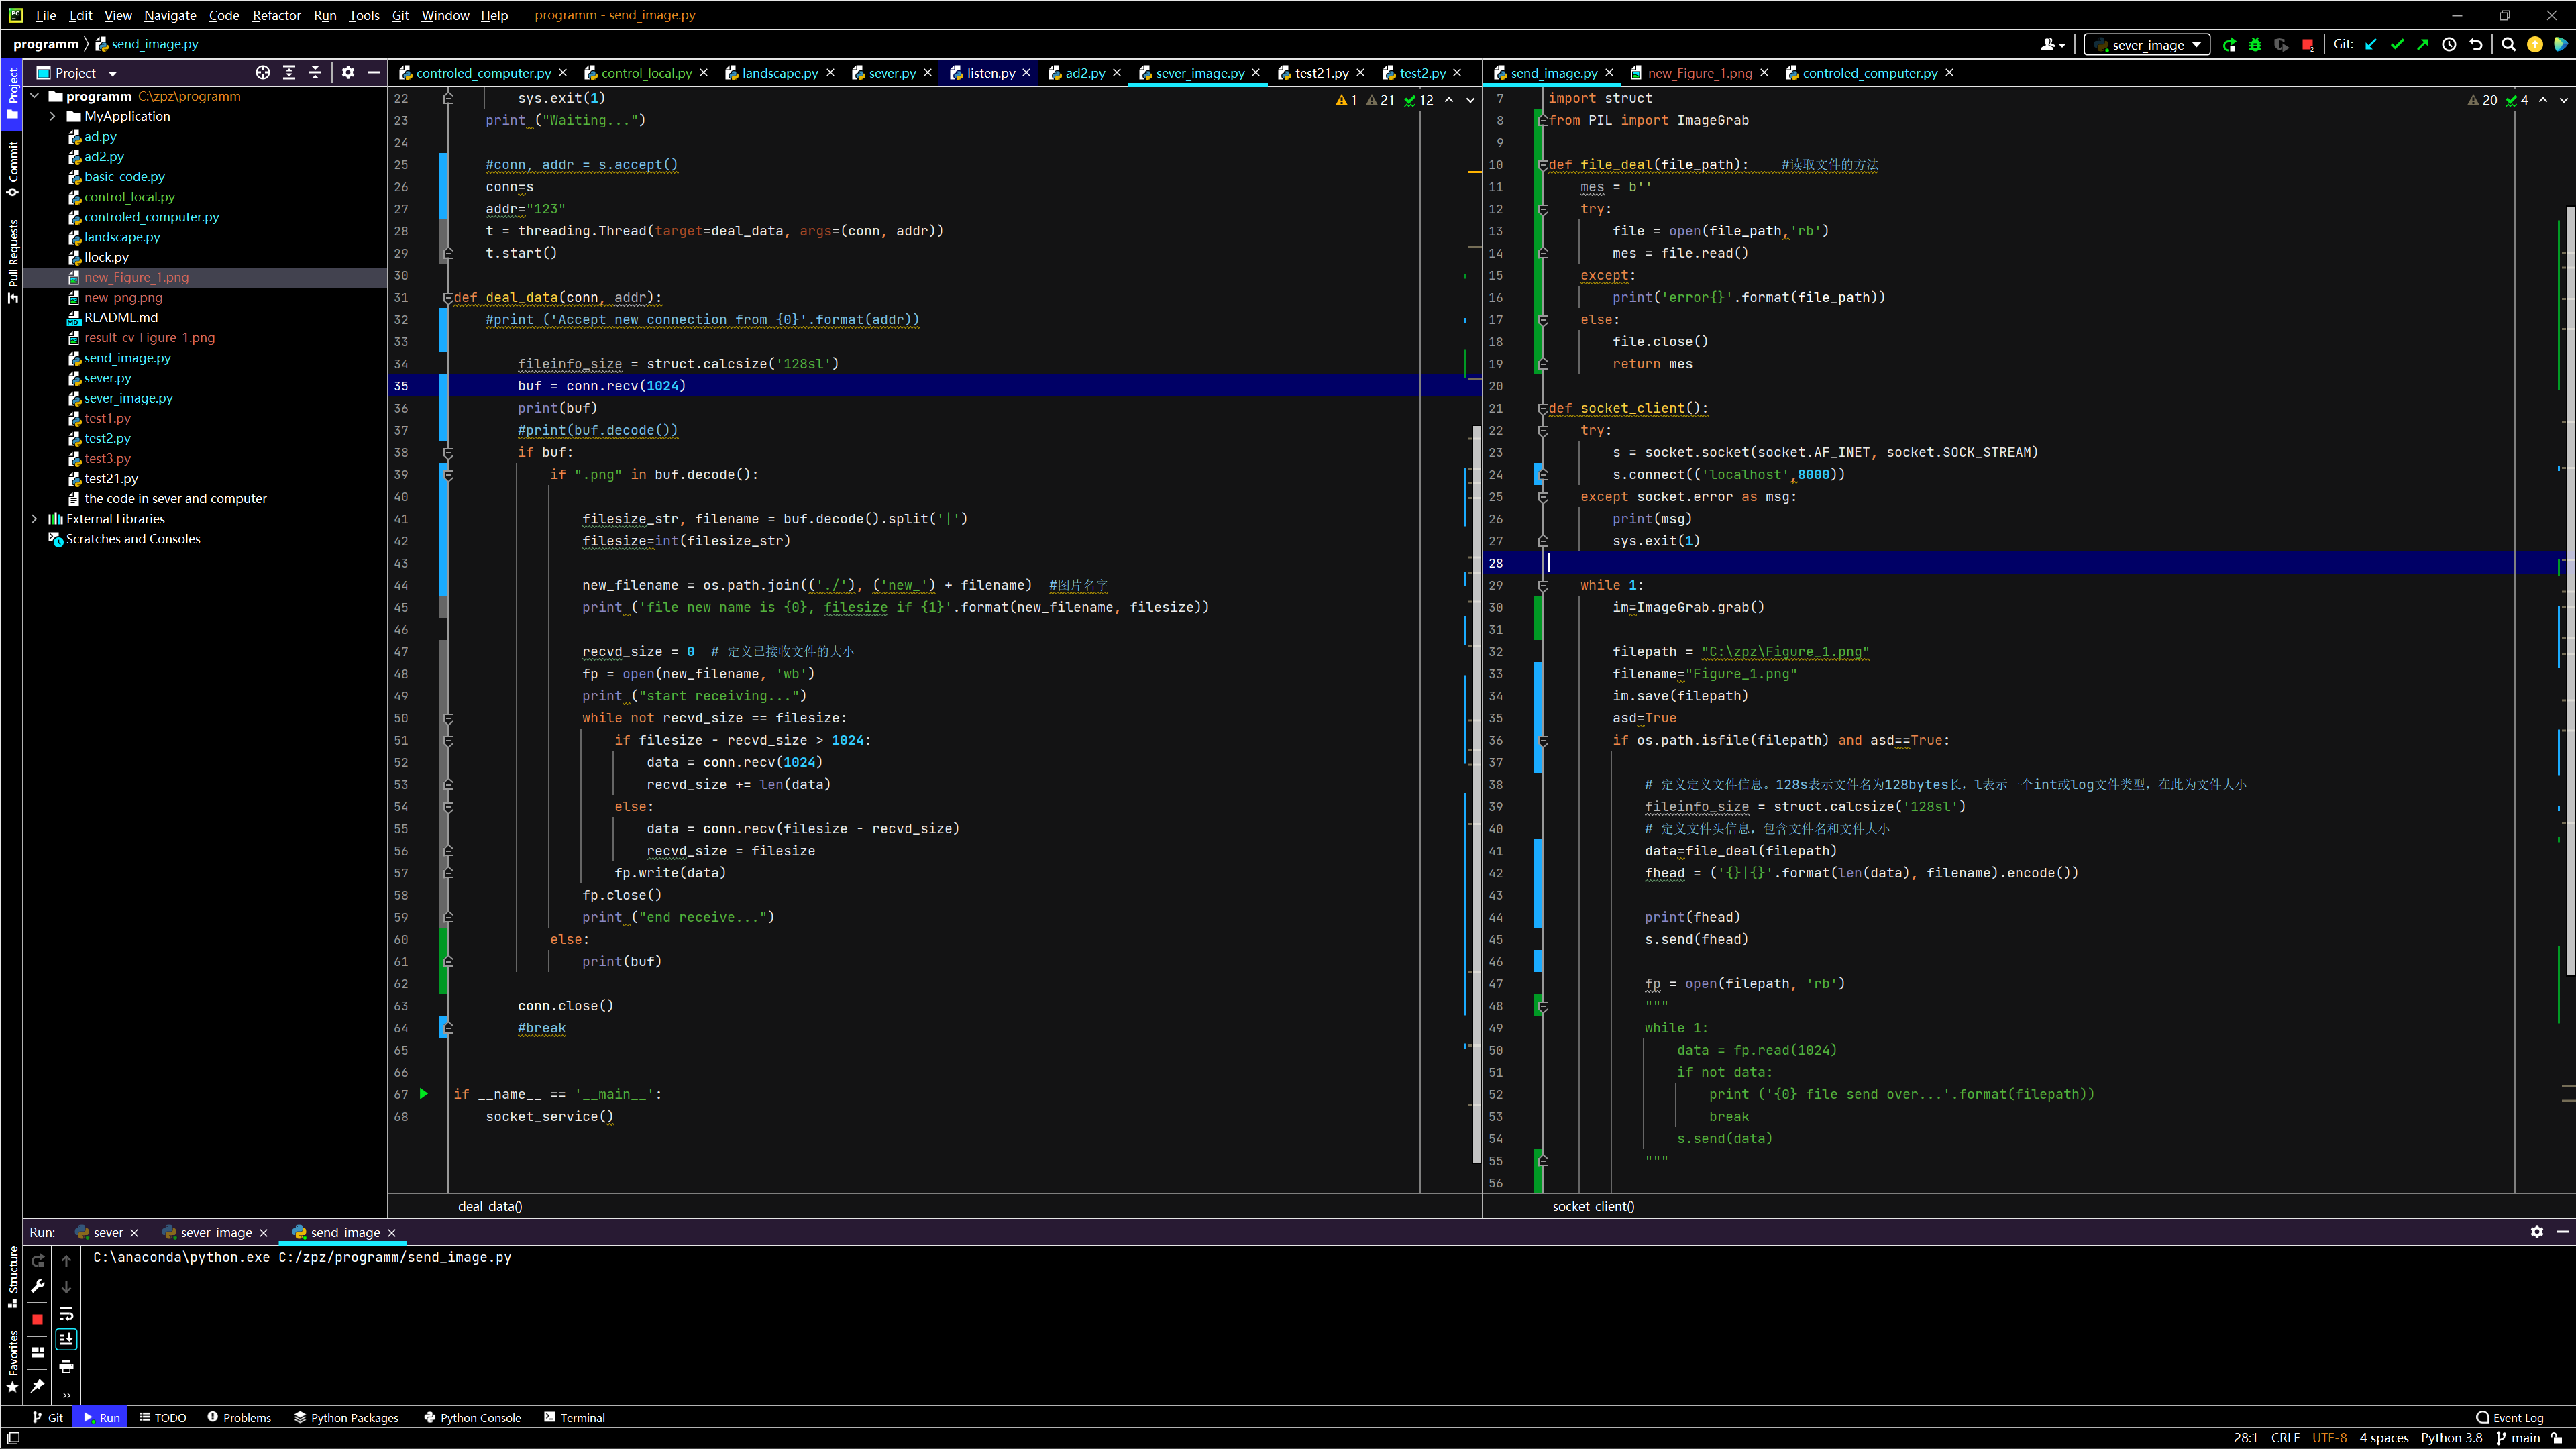 File Edit View Navigate Code Refactor Run Tools Git Window Help programm - send_image.py
programm send_image.py
sever_image Git:
Project
controled_computer.py control_local.py landscape.py sever.py listen.py ad2.py sever_image.py test21.py test2.py
send_image.py new_Figure_1.png controled_computer.py
Project
Commit
Pull Requests
Structure
Favorites
programm C:\zpz\programm
MyApplication
ad.py
ad2.py
basic_code.py
control_local.py
controled_computer.py
landscape.py
llock.py
new_Figure_1.png
new_png.png
README.md
result_cv_Figure_1.png
send_image.py
sever.py
sever_image.py
test1.py
test2.py
test3.py
test21.py
the code in sever and computer
External Libraries
Scratches and Consoles
1 21 12
22 sys.exit(1)
23 print ("Waiting...")
24
25 #conn, addr = s.accept()
26 conn=s
27 addr="123"
28 t = threading.Thread(target=deal_data, args=(conn, addr))
29 t.start()
30
31 def deal_data(conn, addr):
32 #print ('Accept new connection from {0}'.format(addr))
33
34 fileinfo_size = struct.calcsize('128sl')
35 buf = conn.recv(1024)
36 print(buf)
37 #print(buf.decode())
38 if buf:
39 if ".png" in buf.decode():
40
41 filesize_str, filename = buf.decode().split('|')
42 filesize=int(filesize_str)
43
44 new_filename = os.path.join(('./'), ('new_') + filename) #图片名字
45 print ('file new name is {0}, filesize if {1}'.format(new_filename, filesize))
46
47 recvd_size = 0 # 定义已接收文件的大小
48 fp = open(new_filename, 'wb')
49 print ("start receiving...")
50 while not recvd_size == filesize:
51 if filesize - recvd_size > 1024:
52 data = conn.recv(1024)
53 recvd_size += len(data)
54 else:
55 data = conn.recv(filesize - recvd_size)
56 recvd_size = filesize
57 fp.write(data)
58 fp.close()
59 print ("end receive...")
60 else:
61 print(buf)
62
63 conn.close()
64 #break
65
66
67 if __name__ == '__main__':
68 socket_service()
deal_data()
20 4
7 import struct
8 from PIL import ImageGrab
9
10 def file_deal(file_path): #读取文件的方法
11 mes = b''
12 try:
13 file = open(file_path,'rb')
14 mes = file.read()
15 except:
16 print('error{}'.format(file_path))
17 else:
18 file.close()
19 return mes
20
21 def socket_client():
22 try:
23 s = socket.socket(socket.AF_INET, socket.SOCK_STREAM)
24 s.connect(('localhost',8000))
25 except socket.error as msg:
26 print(msg)
27 sys.exit(1)
28
29 while 1:
30 im=ImageGrab.grab()
31
32 filepath = "C:\zpz\Figure_1.png"
33 filename="Figure_1.png"
34 im.save(filepath)
35 asd=True
36 if os.path.isfile(filepath) and asd==True:
37
38 # 定义定义文件信息。128s表示文件名为128bytes长，l表示一个int或log文件类型，在此为文件大小
39 fileinfo_size = struct.calcsize('128sl')
40 # 定义文件头信息，包含文件名和文件大小
41 data=file_deal(filepath)
42 fhead = ('{}|{}'.format(len(data), filename).encode())
43
44 print(fhead)
45 s.send(fhead)
46
47 fp = open(filepath, 'rb')
48 """
49 while 1:
50 data = fp.read(1024)
51 if not data:
52 print ('{0} file send over...'.format(filepath))
53 break
54 s.send(data)
55 """
56
socket_client()
Run: sever sever_image send_image
C:\anaconda\python.exe C:/zpz/programm/send_image.py
Git Run TODO Problems Python Packages Python Console Terminal Event Log
28:1 CRLF UTF-8 4 spaces Python 3.8 main